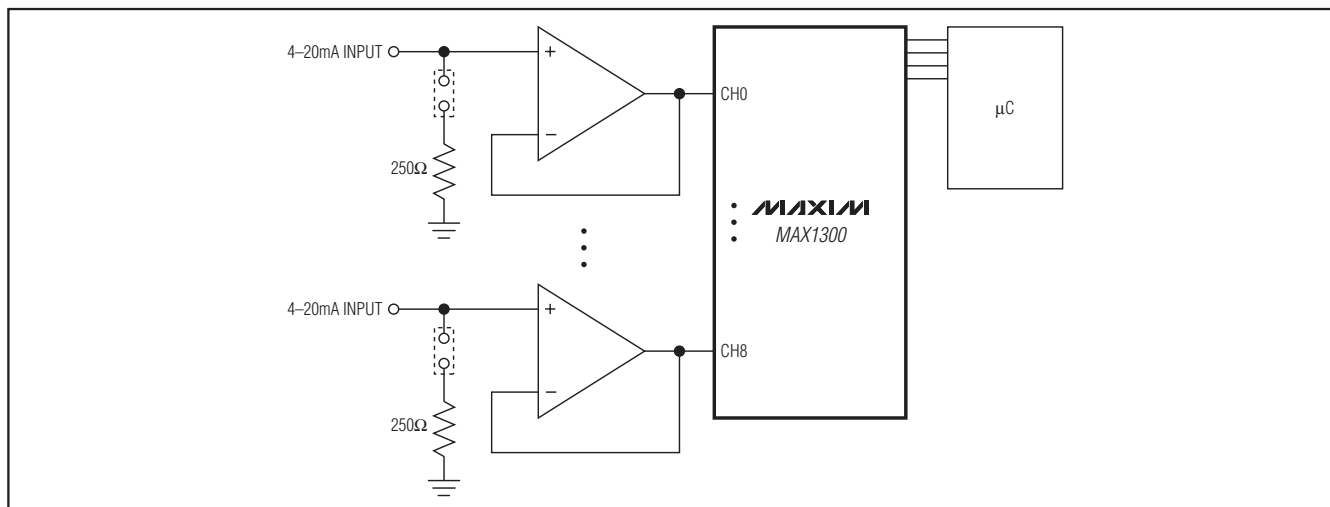 4–20mA INPUT
+
–
250Ω
CH0
µC
MAXIM
MAX1300
4–20mA INPUT
+
–
250Ω
CH8